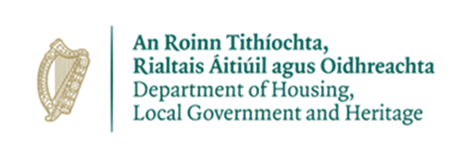 An Roinn Tithíochta,
Rialtais Áitiúil agus Oidhreachta
Department of Housing,
Local Government and Heritage